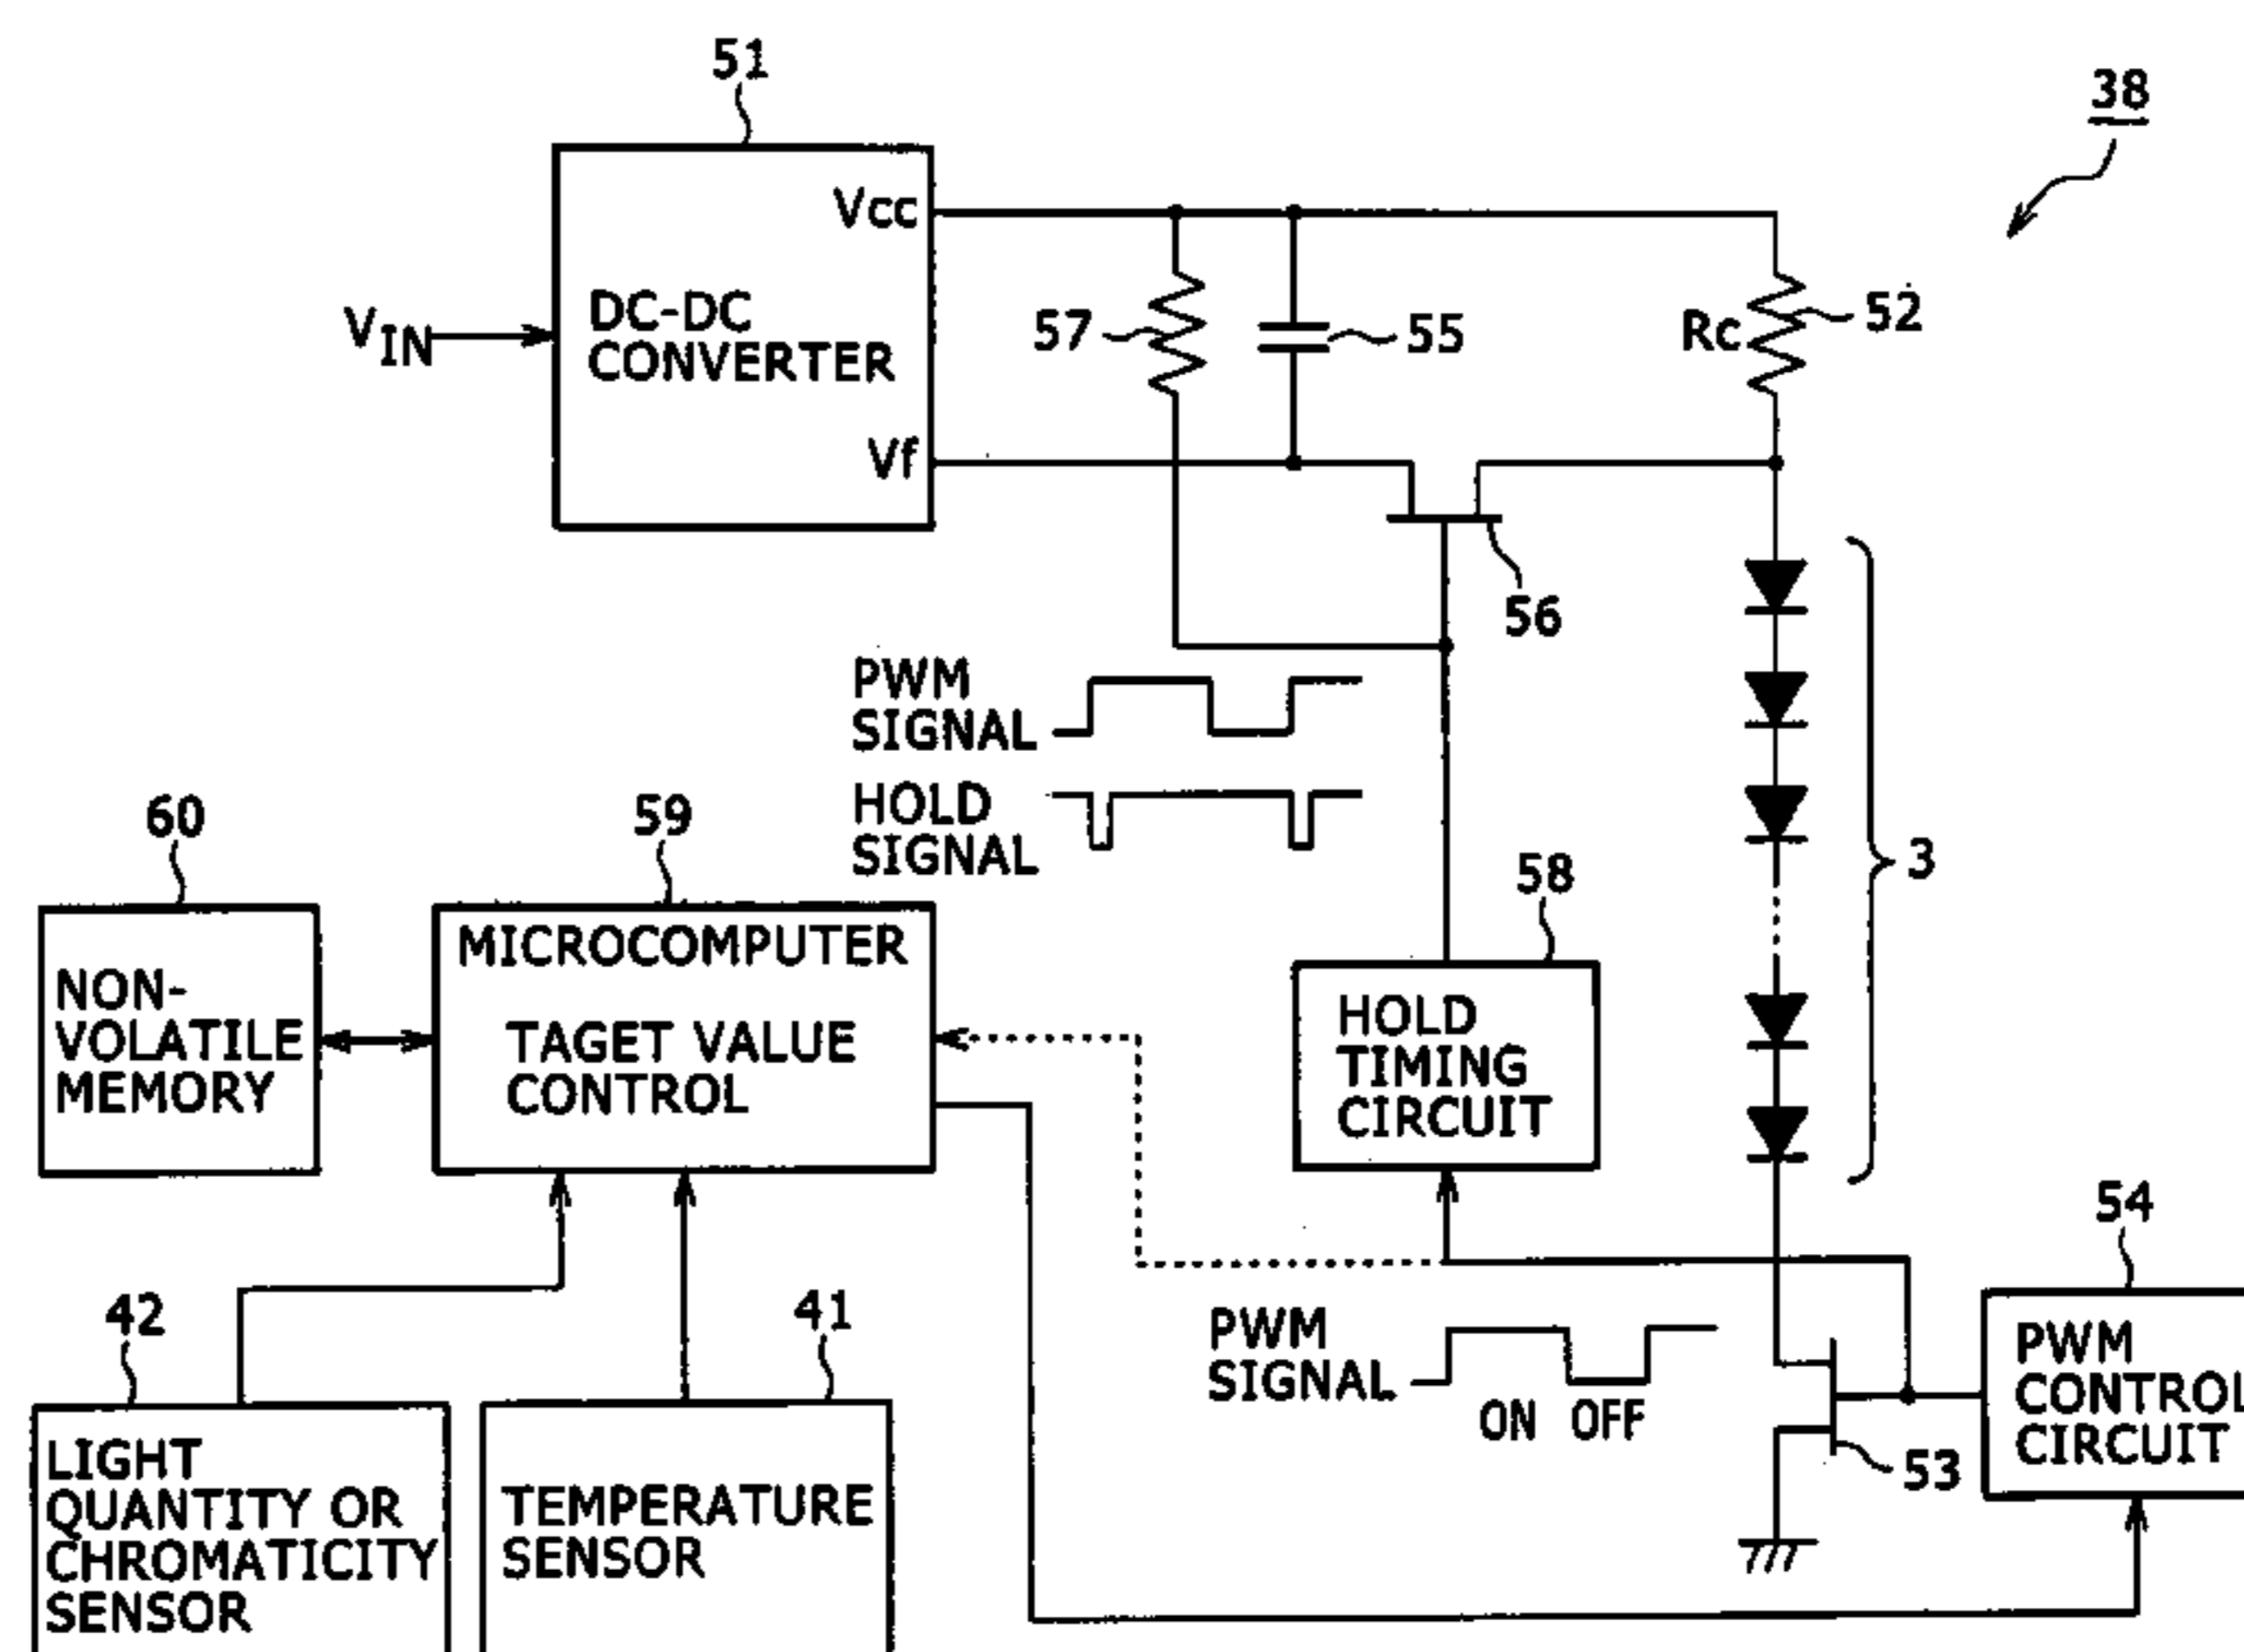 51
38
Vcc
DC-DC
CONVERTER
VIN
57
55
Rc
52
Vf
56
PWM
SIGNAL
HOLD
SIGNAL
3
60
59
58
NON-
VOLATILE
MEMORY
MICROCOMPUTER
TAGET VALUE
CONTROL
HOLD
TIMING
CIRCUIT
54
42
41
PWM
SIGNAL
ON OFF
PWM
CONTROL
CIRCUIT
53
LIGHT
QUANTITY OR
CHROMATICITY
SENSOR
TEMPERATURE
SENSOR